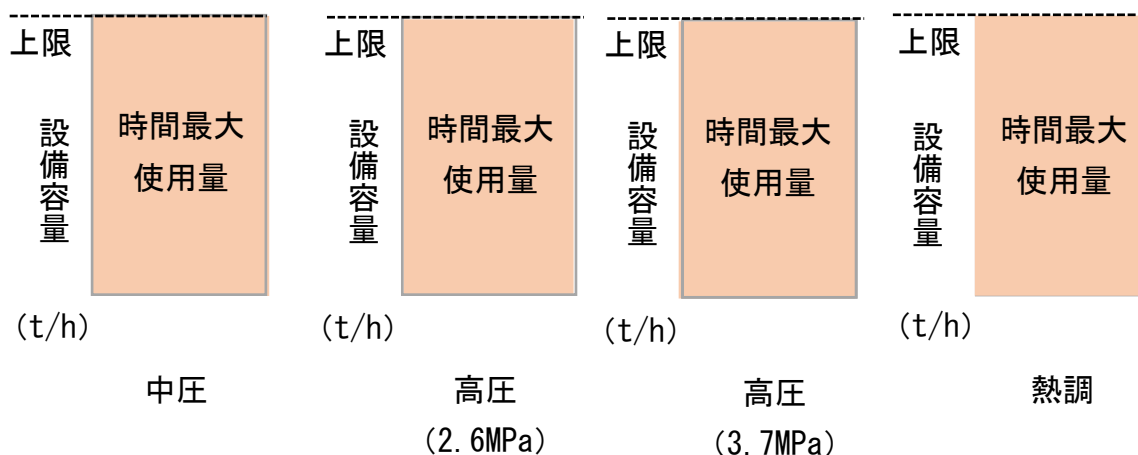 上限
設備容量
時間最大
使用量
(t/h)
中圧
上限
設備容量
時間最大
使用量
(t/h)
高圧
(2.6MPa)
上限
設備容量
時間最大
使用量
(t/h)
高圧
(3.7MPa)
上限
設備容量
時間最大
使用量
(t/h)
熱調